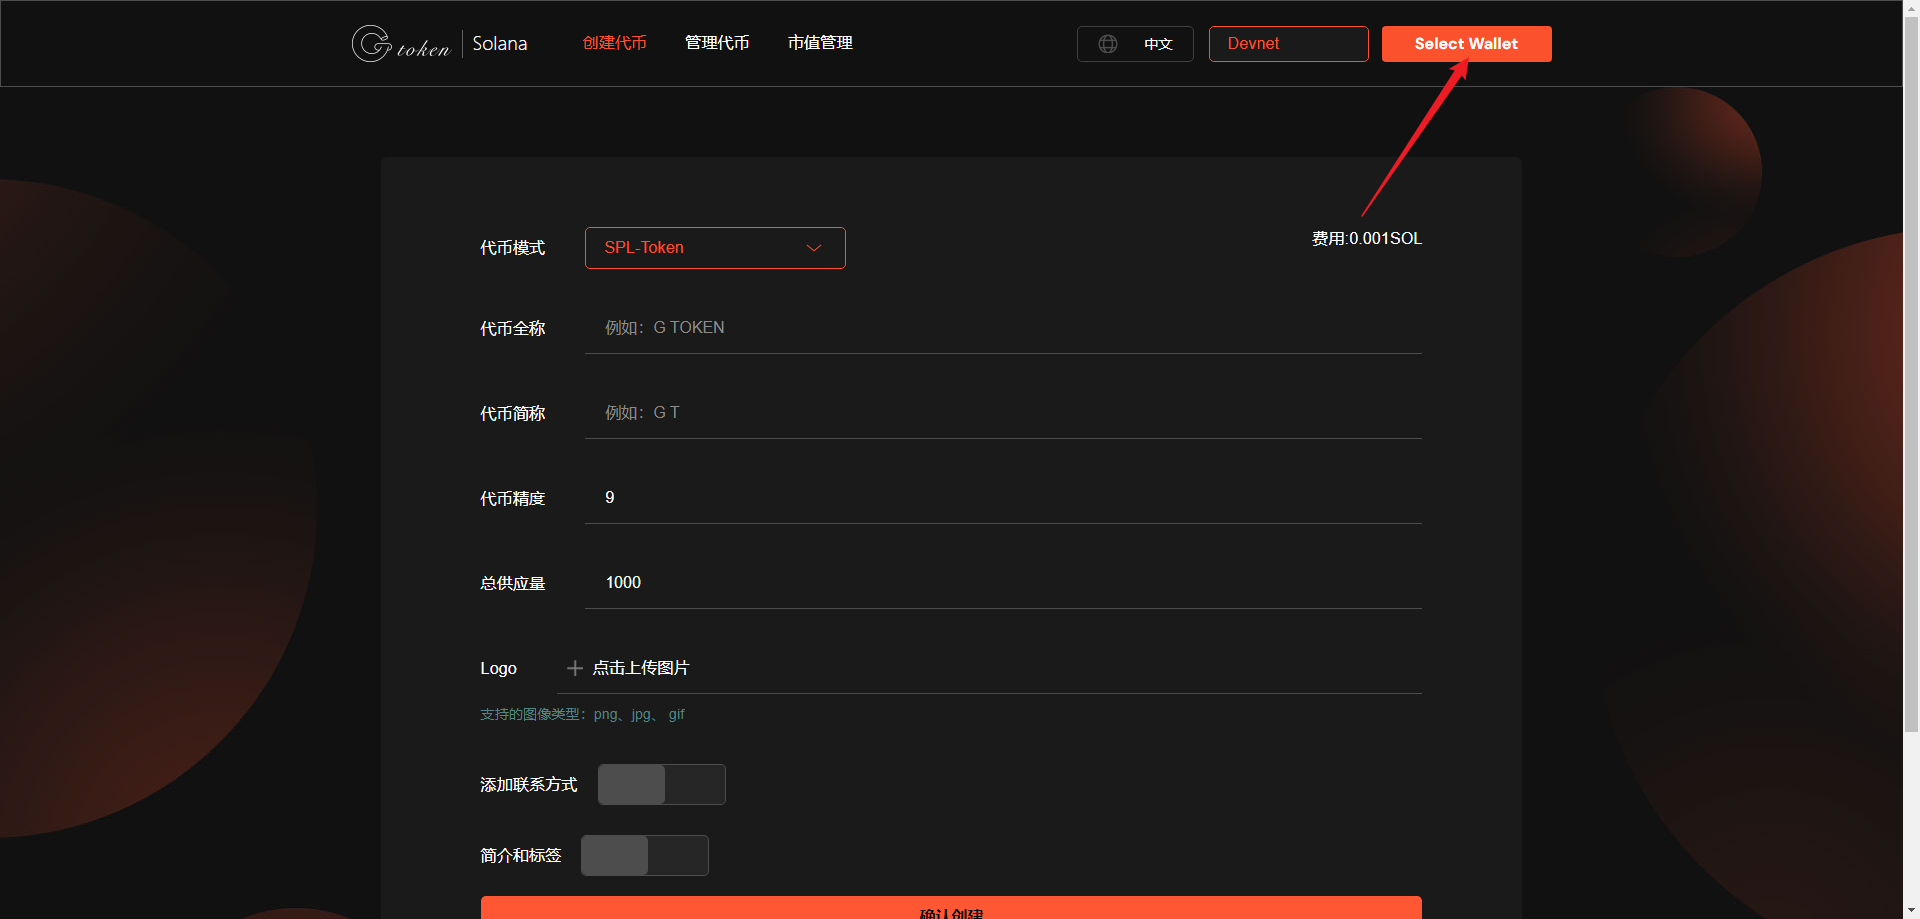 G token | Solana 创建代币 管理代币 市值管理 中文 Devnet Select Wallet
代币模式 SPL-Token 费用:0.001SOL
代币全称 例如：G TOKEN
代币简称 例如：G T
代币精度 9
总供应量 1000
Logo 点击上传图片
支持的图像类型：png、jpg、 gif
添加联系方式
简介和标签
确认创建